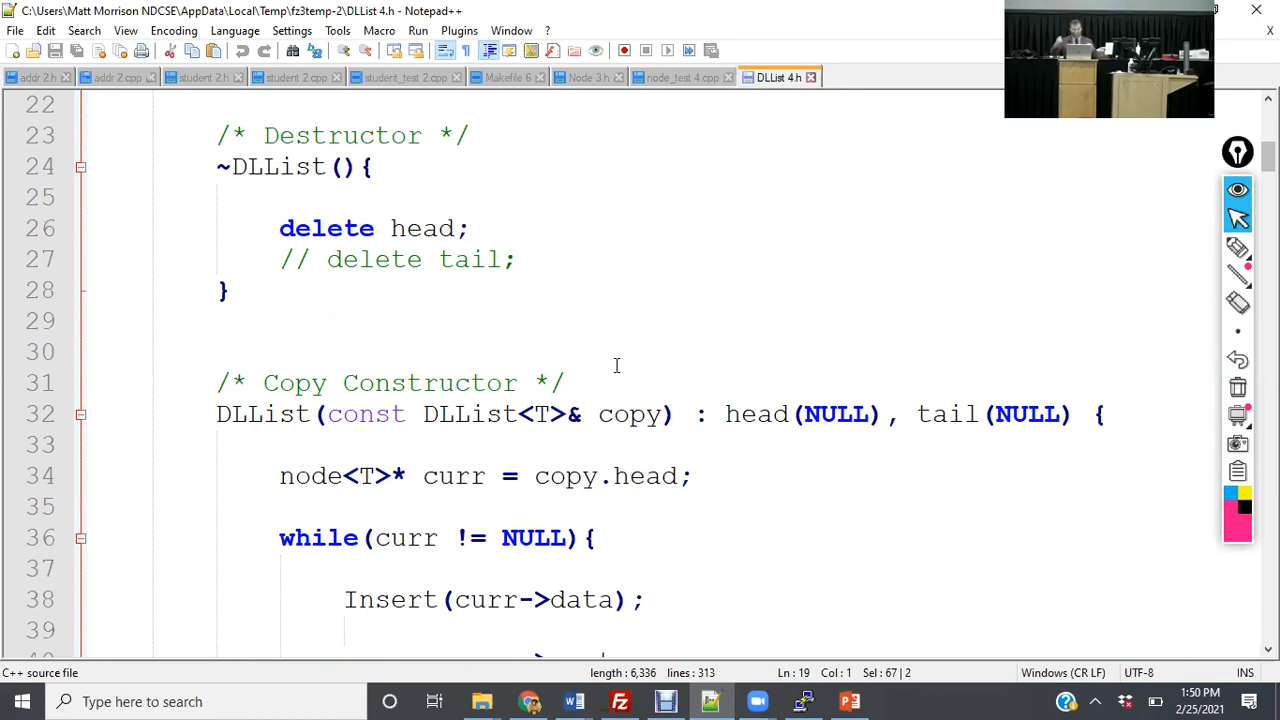 C:\Users\Matt Morrison NDCSE\AppData\Local\Temp\fz3temp-2\DLList 4.h - Notepad++
File Edit Search View Encoding Language Settings Tools Macro Run Plugins Window ?
addr 2.h addr 2.cpp student 2.h student 2.cpp student_test 2.cpp Makefile 6 Node 3.h node_test 4.cpp DLList 4.h
22
23 /* Destructor */
24 ~DLList(){
25
26 delete head;
27 // delete tail;
28 }
29
30
31 /* Copy Constructor */
32 DLList(const DLList<T>& copy) : head(NULL), tail(NULL) {
33
34 node<T>* curr = copy.head;
35
36 while(curr != NULL){
37
38 Insert(curr->data);
39
C++ source file length : 6,336 lines : 313 Ln : 19 Col : 1 Sel : 67 | 2 Windows (CR LF) UTF-8 INS
Type here to search
1:50 PM
2/25/2021